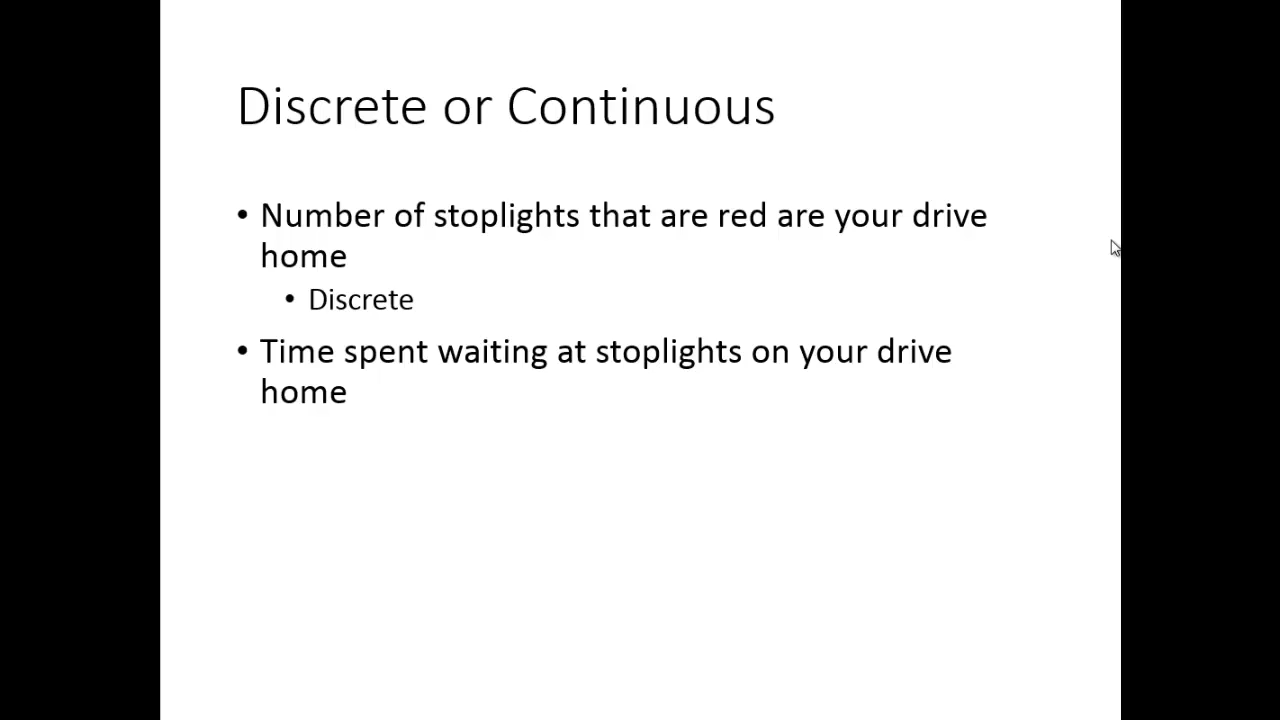 Discrete or Continuous
• Number of stoplights that are red are your drive
home
• Discrete
• Time spent waiting at stoplights on your drive
home